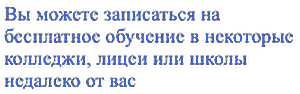 Вы можете записаться на
бесплатное обучение в некоторые
колледжи, лицеи или школы
недалеко от вас